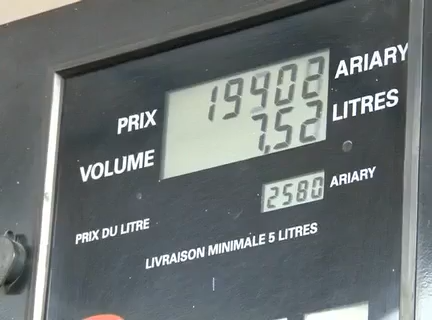 PRIX 19402 ARIARY
VOLUME 7.52 LITRES
PRIX DU LITRE 2580 ARIARY
LIVRAISON MINIMALE 5 LITRES